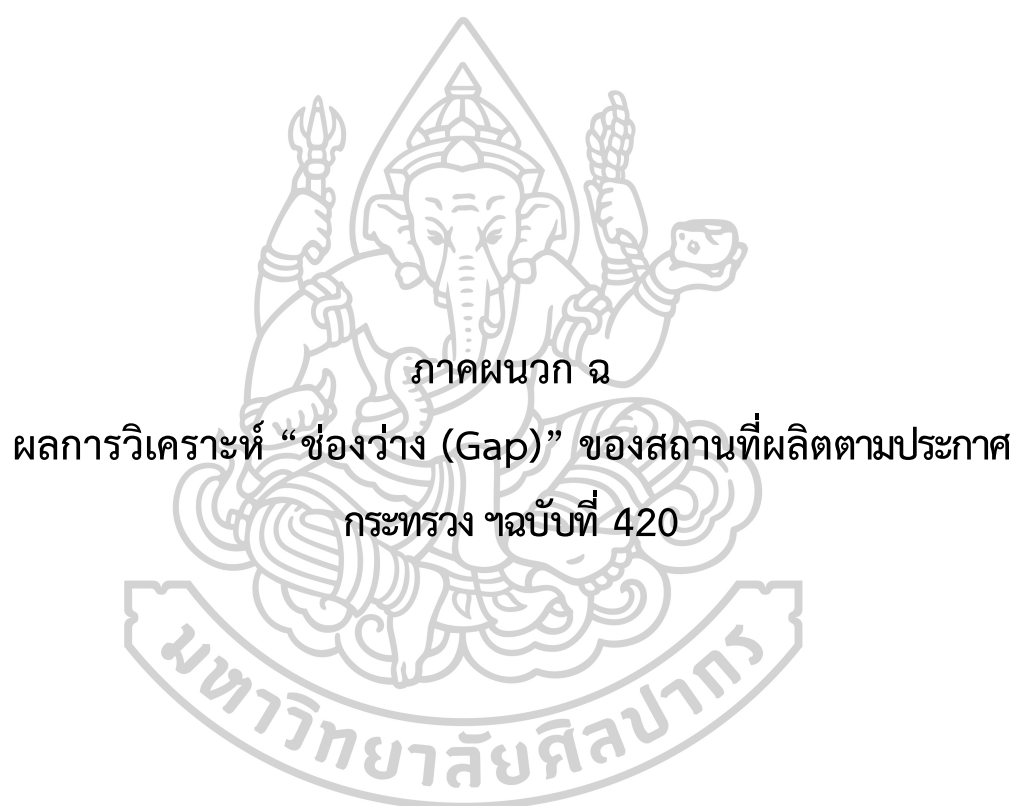 ภาคผนวก ฉ
ผลการวิเคราะห์ “ช่องว่าง (Gap)” ของสถานที่ผลิตตามประกาศ
กระทรวง ฯฉบับที่ 420
มหาวิทยาลัยศิลปากร